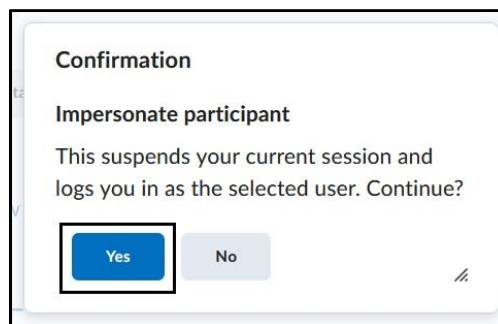 Confirmation
Impersonate participant
This suspends your current session and
logs you in as the selected user. Continue?
Yes No